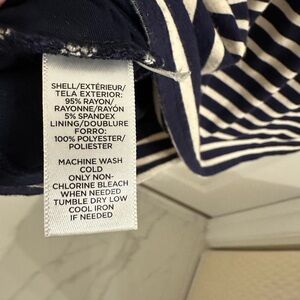 SHELL/EXTÉRIEUR/
TELA EXTERIOR:
95% RAYON/
RAYONNE/RAYÓN
5% SPANDEX
LINING/DOUBLURE
FORRO:
100% POLYESTER/
POLIESTER
MACHINE WASH
COLD
ONLY NON-
CHLORINE BLEACH
WHEN NEEDED
TUMBLE DRY LOW
COOL IRON
IF NEEDED